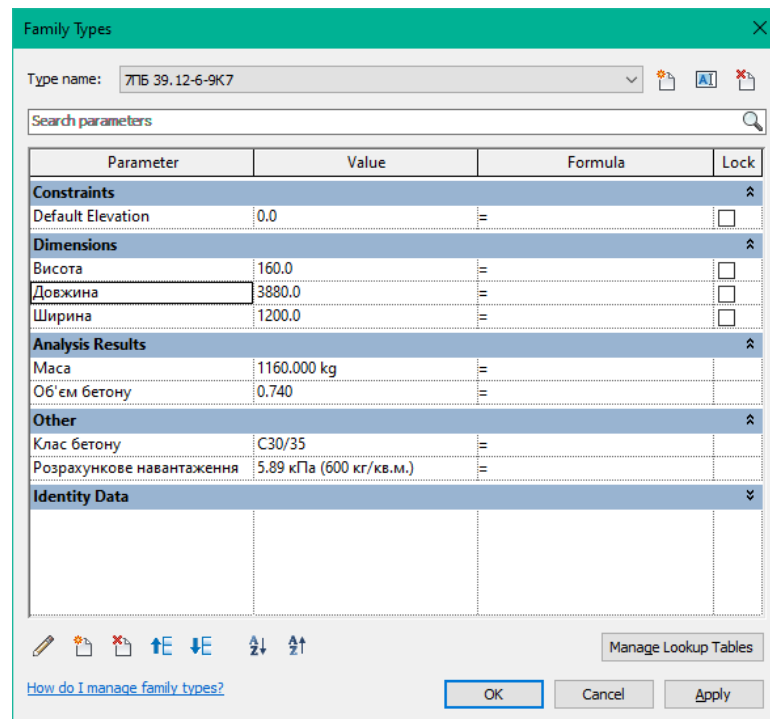 Family Types
Type name: 7ПБ 39.12-6-9К7
Search parameters
Parameter Value Formula Lock
Constraints
Default Elevation 0.0 =
Dimensions
Висота 160.0 =
Довжина 3880.0 =
Ширина 1200.0 =
Analysis Results
Маса 1160.000 kg =
Об'єм бетону 0.740 =
Other
Клас бетону С30/35 =
Розрахункове навантаження 5.89 кПа (600 кг/кв.м.) =
Identity Data
Manage Lookup Tables
How do I manage family types?
OK Cancel Apply